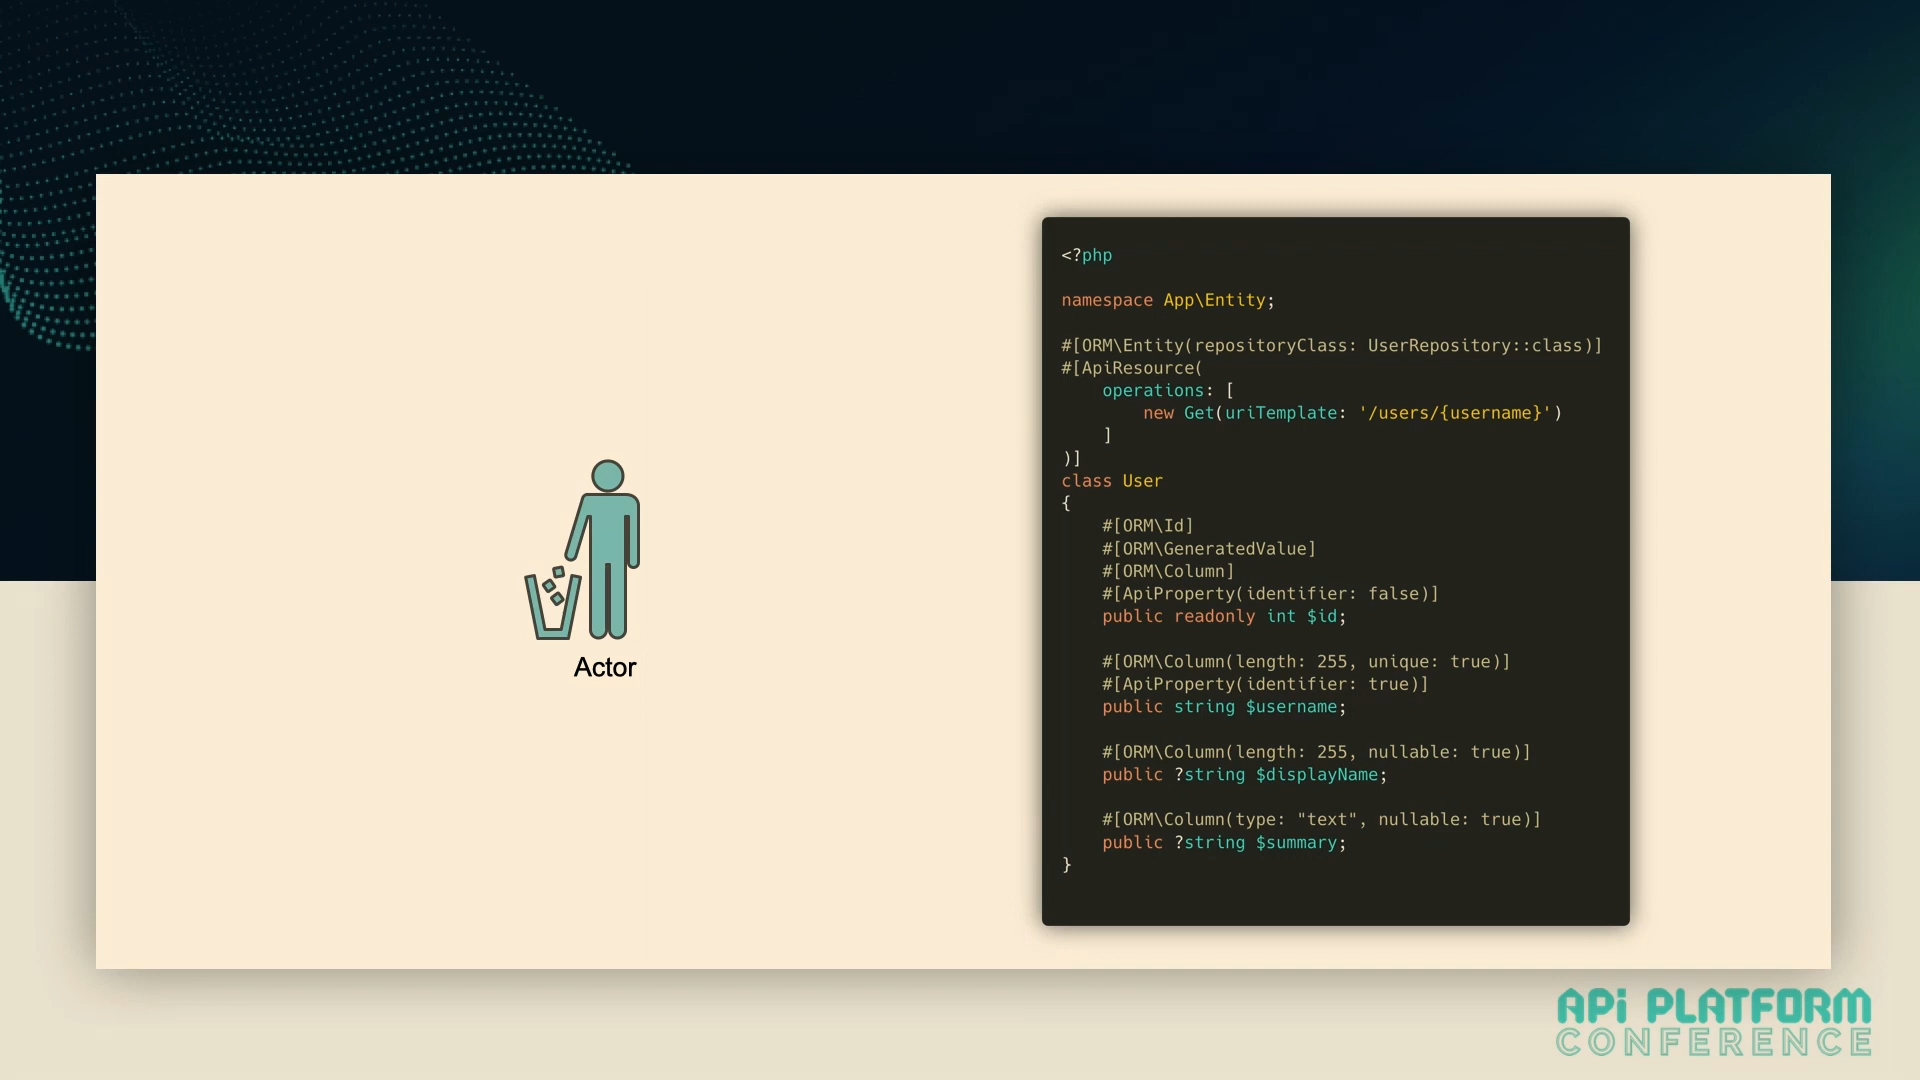 Actor
<?php
namespace App\Entity;
#[ORM\Entity(repositoryClass: UserRepository::class)]
#[ApiResource(
    operations: [
        new Get(uriTemplate: '/users/{username}')
    ]
)]
class User
{
    #[ORM\Id]
    #[ORM\GeneratedValue]
    #[ORM\Column]
    #[ApiProperty(identifier: false)]
    public readonly int $id;
    #[ORM\Column(length: 255, unique: true)]
    #[ApiProperty(identifier: true)]
    public string $username;
    #[ORM\Column(length: 255, nullable: true)]
    public ?string $displayName;
    #[ORM\Column(type: "text", nullable: true)]
    public ?string $summary;
}
APi PLATFORM
CONFERENCE